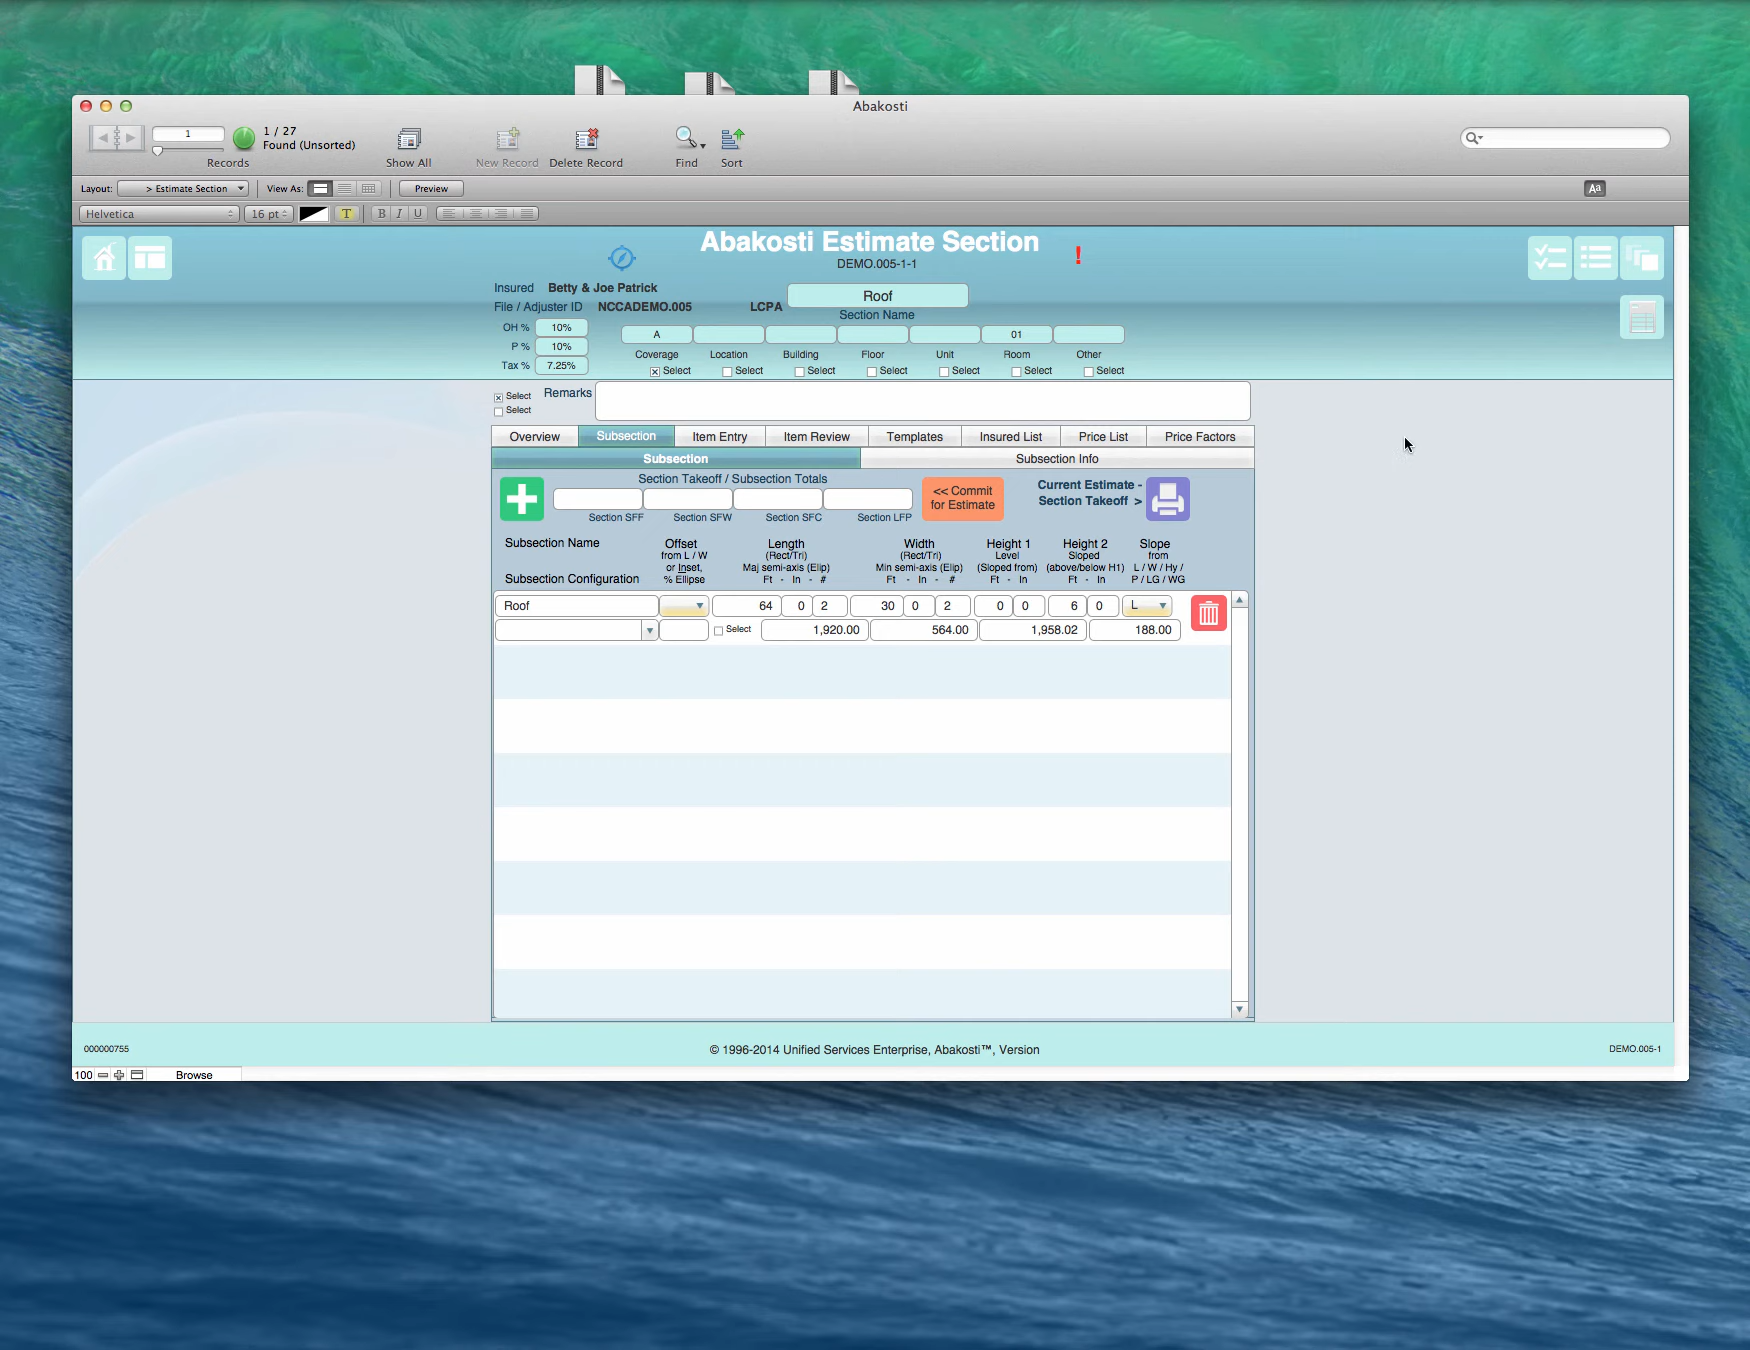 Abakosti
1
1 / 27
Found (Unsorted)
Records
Show All
New Record
Delete Record
Find
Sort
Layout:
> Estimate Section
View As:
Preview
Aa
Helvetica
16 pt
T
B
I
U
Abakosti Estimate Section
!
DEMO.005-1-1
Insured Betty & Joe Patrick
File / Adjuster ID NCCADEMO.005 LCPA
Roof
Section Name
OH % 10%
P % 10%
Tax % 7.25%
A 01
Coverage Location Building Floor Unit Room Other
Select Select Select Select Select Select Select
Select
Select
Remarks
Overview Subsection Item Entry Item Review Templates Insured List Price List Price Factors
Subsection Subsection Info
Section Takeoff / Subsection Totals
Section SFF Section SFW Section SFC Section LFP
<< Commit
for Estimate
Current Estimate -
Section Takeoff >
Subsection Name
Subsection Configuration
Offset
from L / W
or Inset,
% Ellipse
Length
(Rect/Tri)
Maj semi-axis (Elip)
Ft - In - #
Width
(Rect/Tri)
Min semi-axis (Elip)
Ft - In - #
Height 1
Level
(Sloped from)
Ft - In
Height 2
Sloped
(above/below H1)
Ft - In
Slope
from
L / W / Hy /
P / LG / WG
Roof 64 0 2 30 0 2 0 0 6 0 L
Select 1,920.00 564.00 1,958.02 188.00
000000755
© 1996-2014 Unified Services Enterprise, Abakosti™, Version
DEMO.005-1
100
Browse